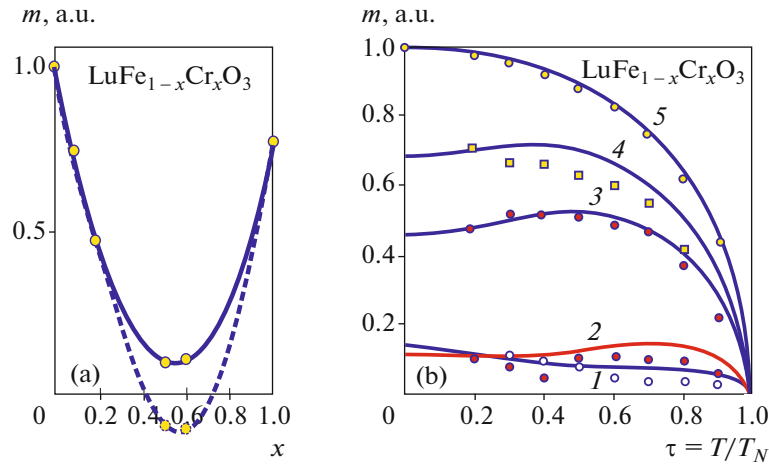 m, a.u.
1.0
LuFe1 – xCrxO3
0.5
(a)
0 0.2 0.4 0.6 0.8 1.0
x
m, a.u.
1.0
LuFe1 – xCrxO3
0.8
5
4
0.6
3
0.4
0.2
2
(b)
1
0 0.2 0.4 0.6 0.8 1.0
τ = T/TN